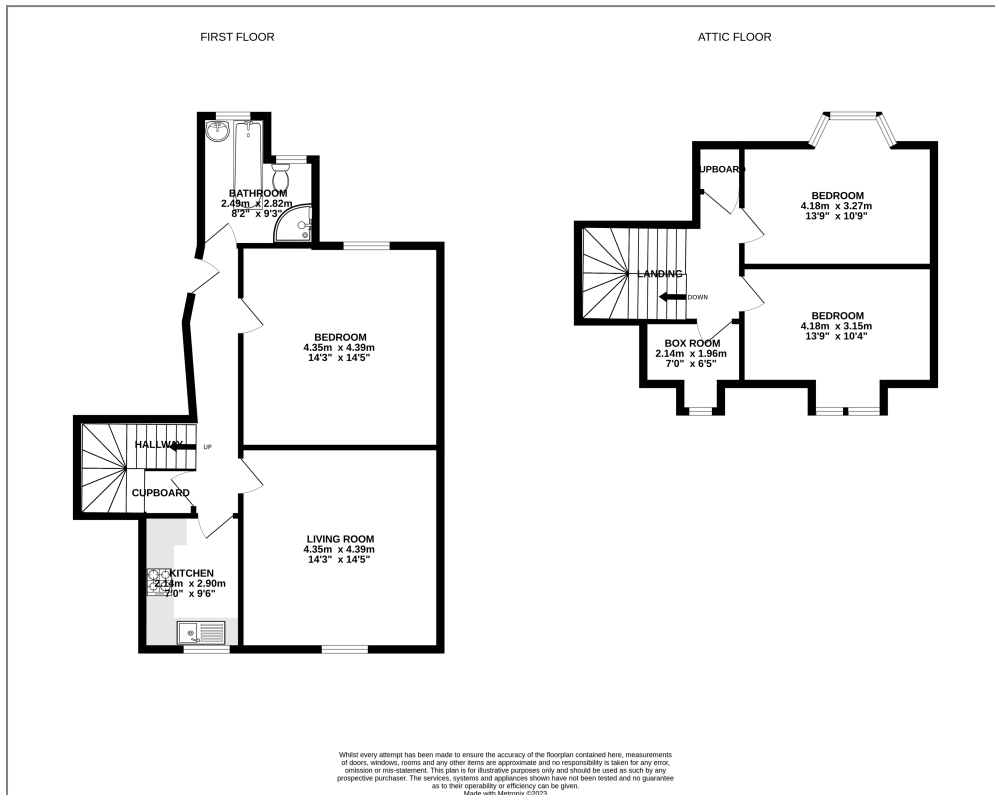 FIRST FLOOR
ATTIC FLOOR
BATHROOM
2.49m x 2.82m
8'2" x 9'3"
BEDROOM
4.35m x 4.39m
14'3" x 14'5"
HALLWAY
UP
CUPBOARD
LIVING ROOM
4.35m x 4.39m
14'3" x 14'5"
KITCHEN
2.14m x 2.90m
7'0" x 9'6"
UPBOARD
BEDROOM
4.18m x 3.27m
13'9" x 10'9"
LANDING
DOWN
BEDROOM
4.18m x 3.15m
13'9" x 10'4"
BOX ROOM
2.14m x 1.96m
7'0" x 6'5"
Whilst every attempt has been made to ensure the accuracy of the floorplan contained here, measurements
of doors, windows, rooms and any other items are approximate and no responsibility is taken for any error,
omission or mis-statement. This plan is for illustrative purposes only and should be used as such by any
prospective purchaser. The services, systems and appliances shown have not been tested and no guarantee
as to their operability or efficiency can be given.
Made with Metropix ©2023